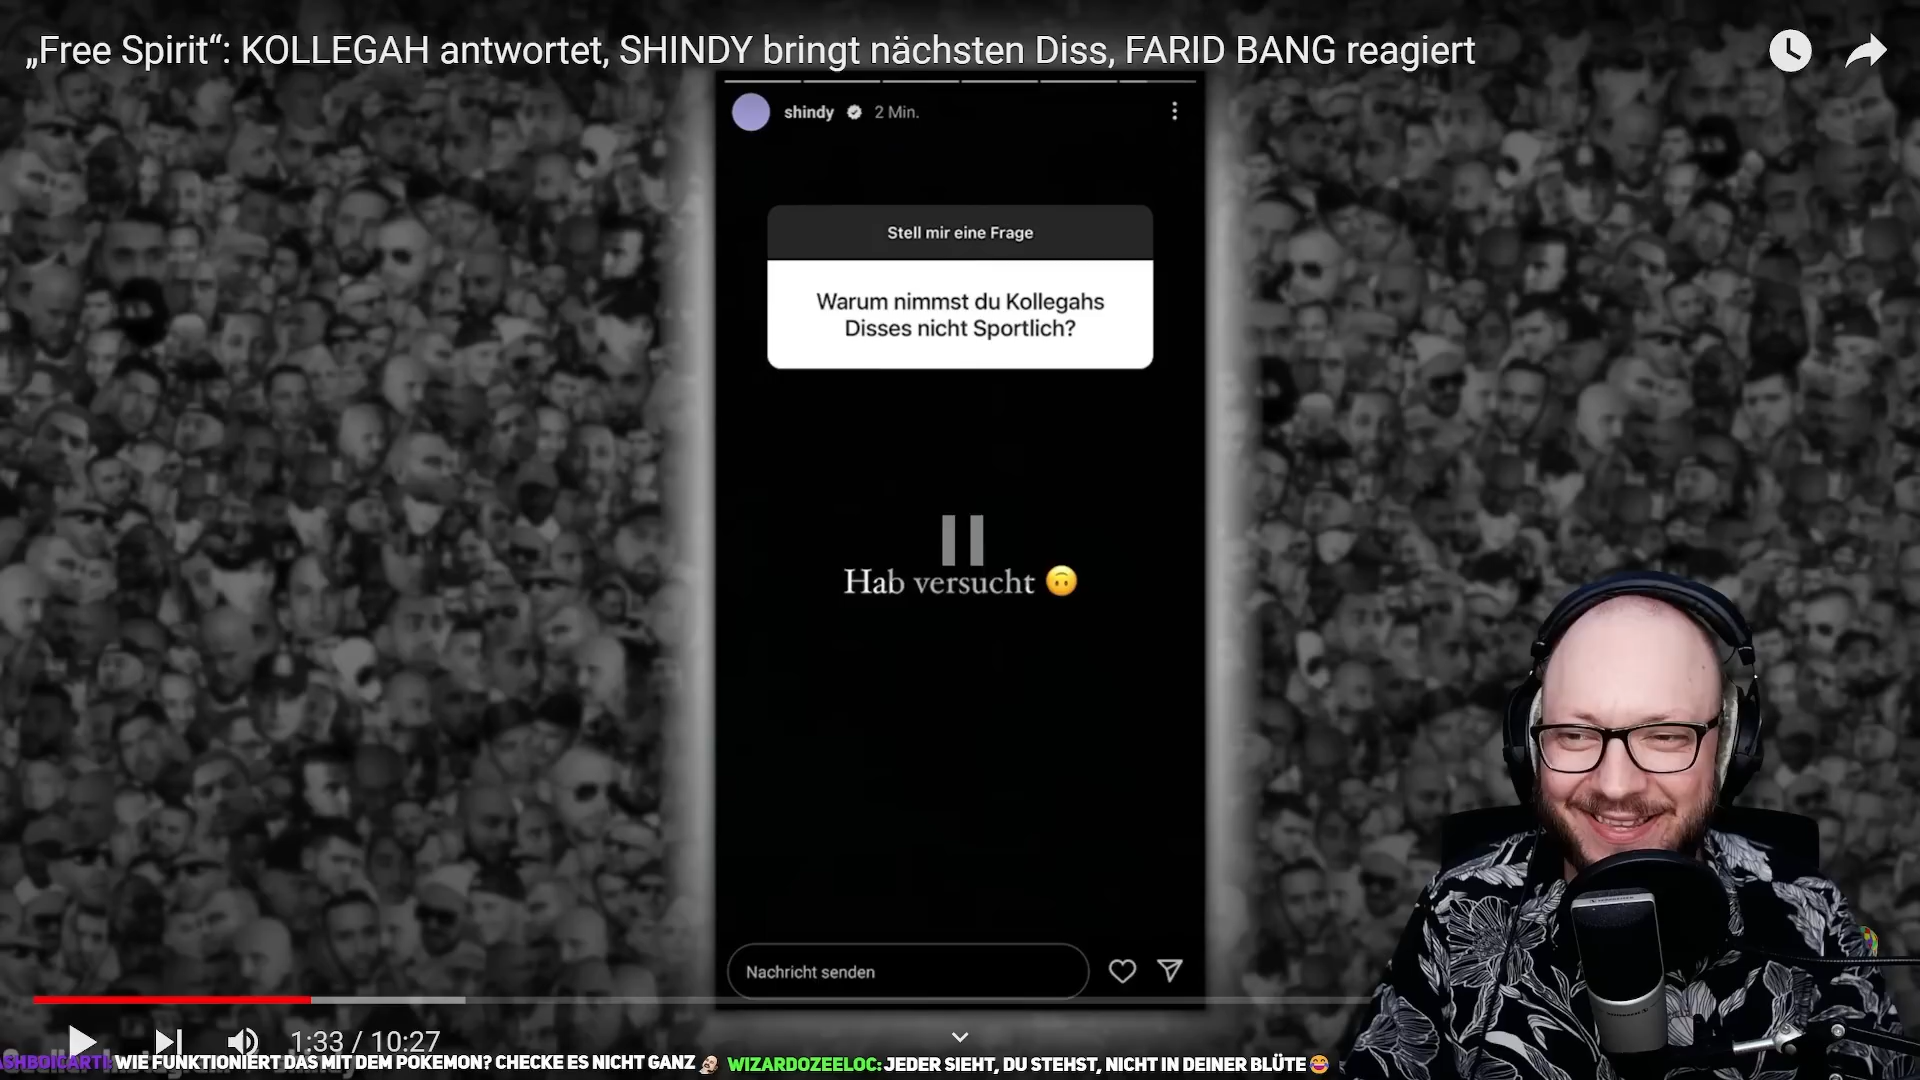 „Free Spirit“: KOLLEGAH antwortet, SHINDY bringt nächsten Diss, FARID BANG reagiert
shindy 2 Min.
Stell mir eine Frage
Warum nimmst du Kollegahs
Disses nicht Sportlich?
Hab versucht 🙃
Nachricht senden
1:33 / 10:27
ASHBOICARTI: WIE FUNKTIONIERT DAS MIT DEM POKEMON? CHECKE ES NICHT GANZ WIZARDOZEELOC: JEDER SIEHT, DU STEHST, NICHT IN DEINER BLÜTE 😂